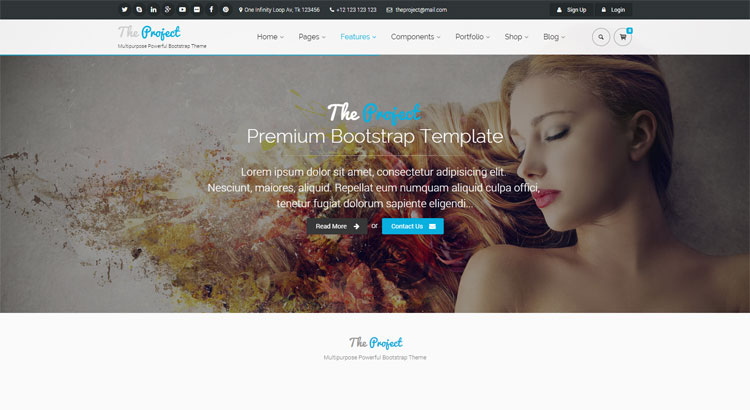 One Infinity Loop Av, Tk 123456 +12 123 123 123 theproject@mail.com Sign Up Login
The Project
Multipurpose Powerful Bootstrap Theme
Home Pages Features Components Portfolio Shop Blog
The Project
Premium Bootstrap Template
Lorem ipsum dolor sit amet, consectetur adipisicing elit.
Nesciunt, maiores, aliquid. Repellat eum numquam aliquid culpa offici,
tenetur fugiat dolorum sapiente eligendi...
Read More or Contact Us
The Project
Multipurpose Powerful Bootstrap Theme